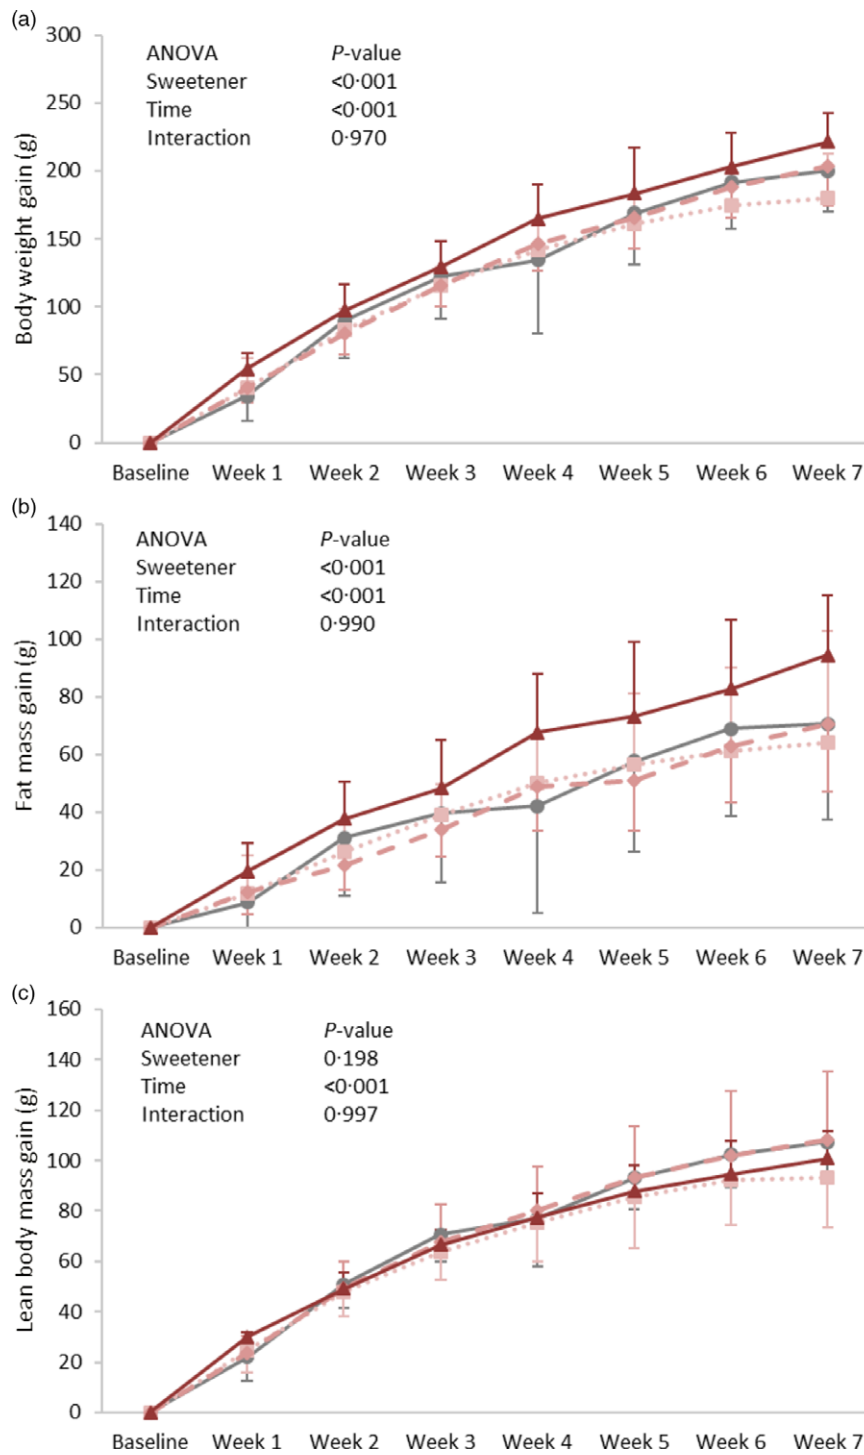 (a)
300
ANOVA P-value
Sweetener <0·001
Time <0·001
Interaction 0·970
250
200
150
100
50
0
Body weight gain (g)
Baseline Week 1 Week 2 Week 3 Week 4 Week 5 Week 6 Week 7
(b)
140
ANOVA P-value
Sweetener <0·001
Time <0·001
Interaction 0·990
120
100
80
60
40
20
0
Fat mass gain (g)
Baseline Week 1 Week 2 Week 3 Week 4 Week 5 Week 6 Week 7
(c)
160
ANOVA P-value
Sweetener 0·198
Time <0·001
Interaction 0·997
140
120
100
80
60
40
20
0
Lean body mass gain (g)
Baseline Week 1 Week 2 Week 3 Week 4 Week 5 Week 6 Week 7